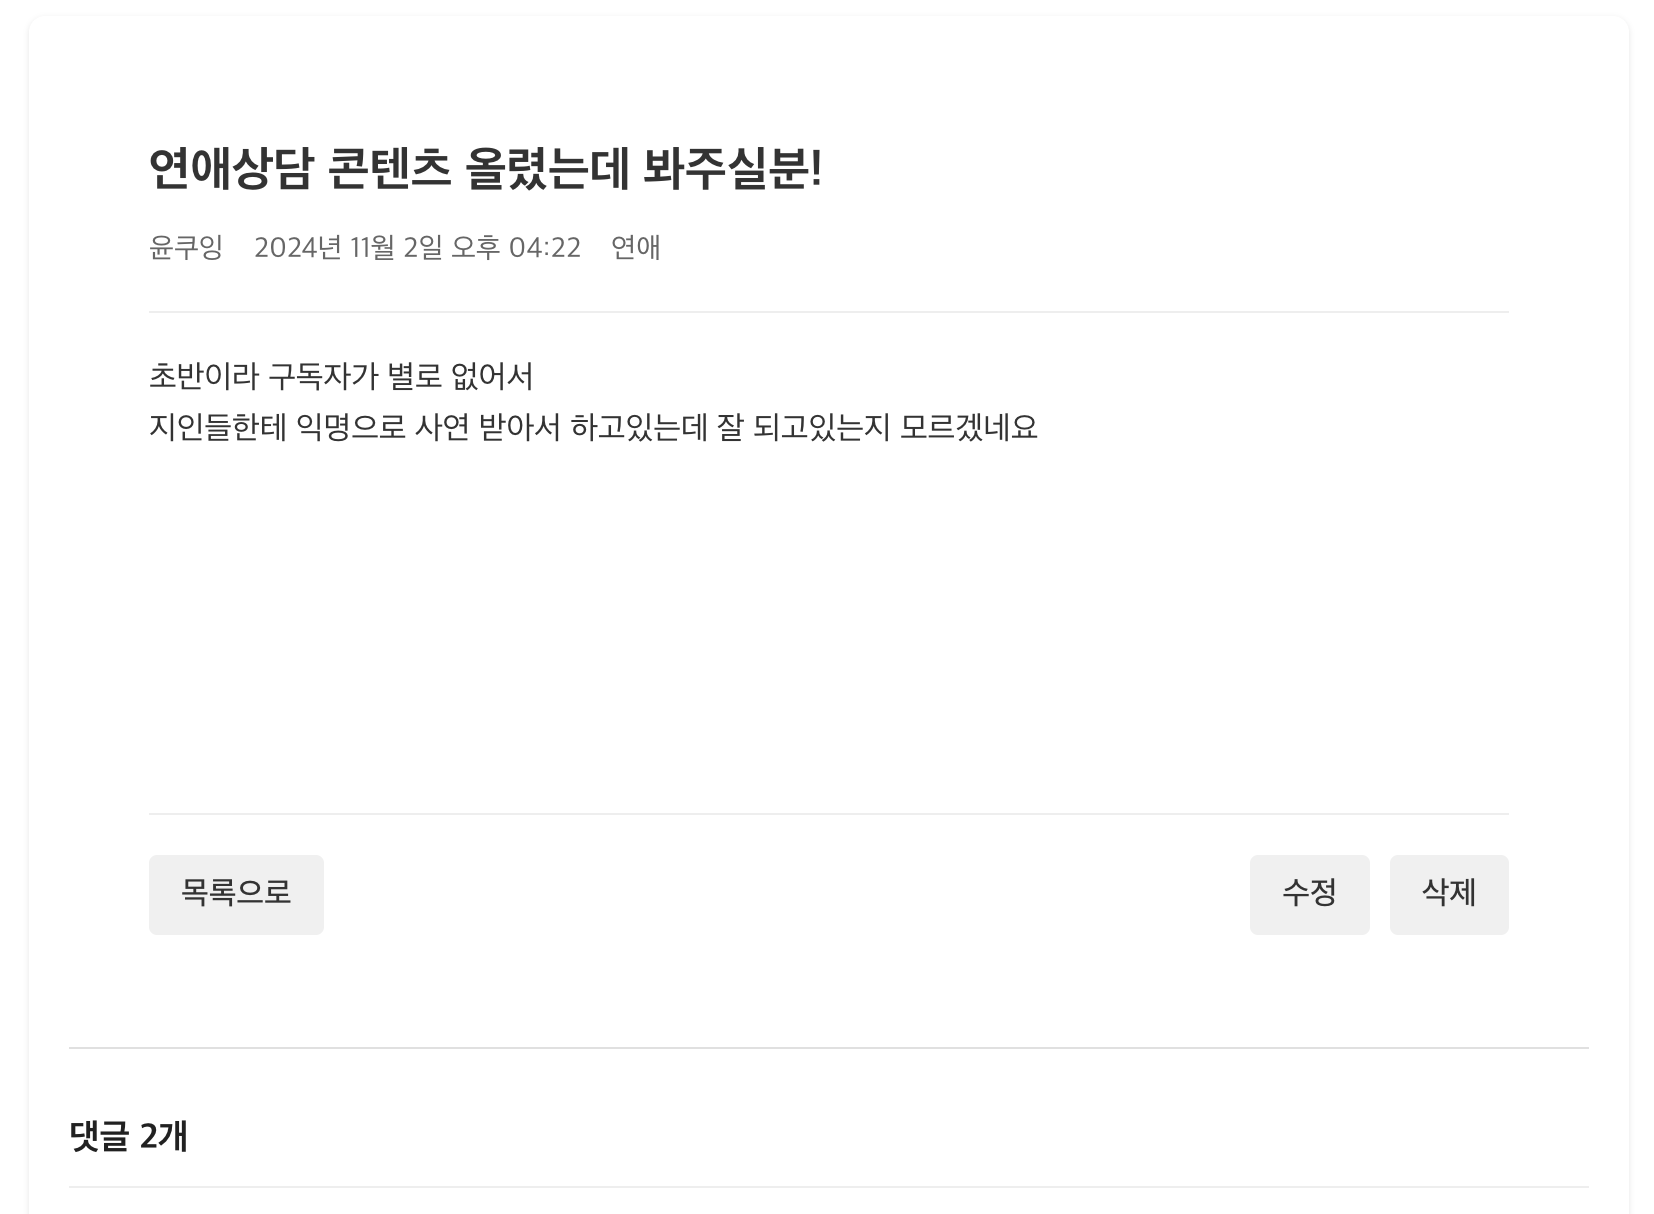 연애상담 콘텐츠 올렸는데 봐주실분!
윤쿠잉 2024년 11월 2일 오후 04:22 연애
초반이라 구독자가 별로 없어서
지인들한테 익명으로 사연 받아서 하고있는데 잘 되고있는지 모르겠네요
목록으로 수정 삭제
댓글 2개